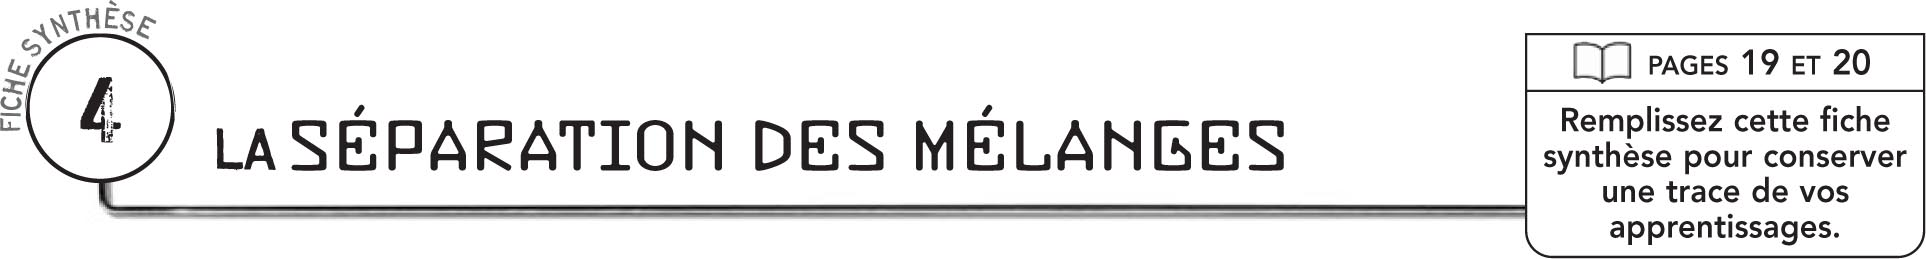 FICHE SYNTHÈSE
4
LA SÉPARATION DES MÉLANGES
PAGES 19 ET 20
Remplissez cette fiche
synthèse pour conserver
une trace de vos
apprentissages.